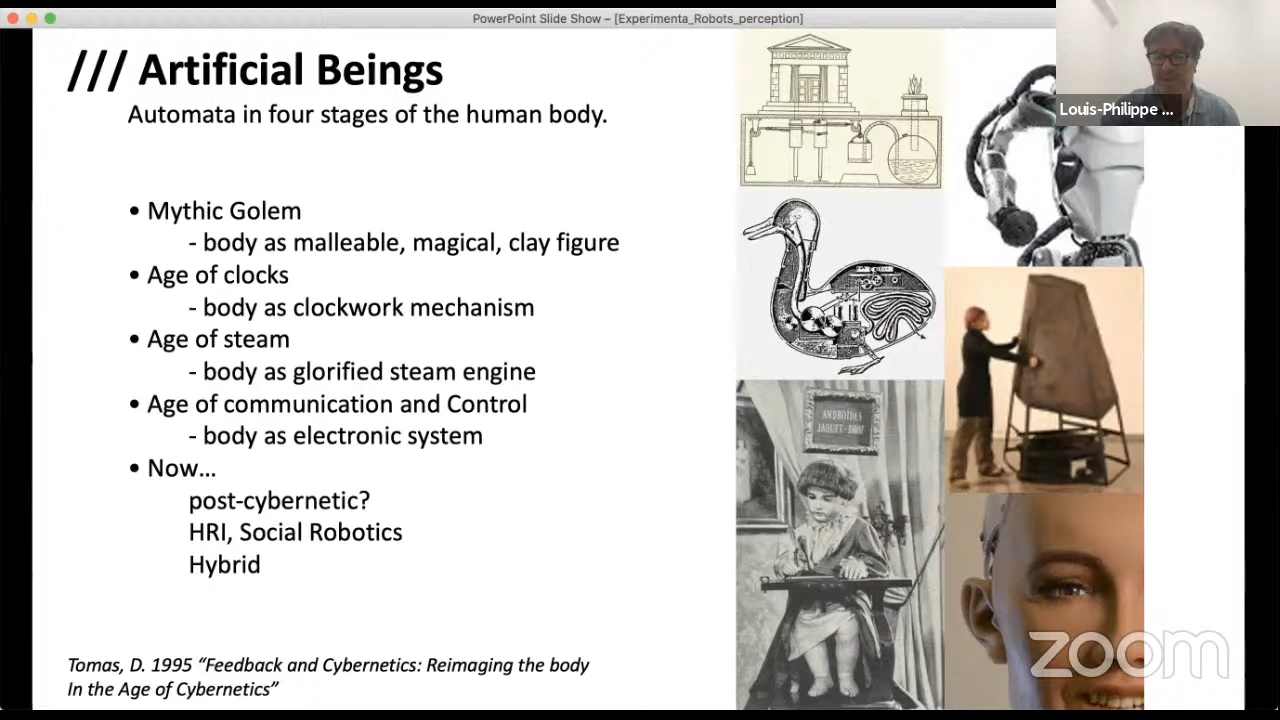 PowerPoint Slide Show – [Experimenta_Robots_perception]
/// Artificial Beings
Automata in four stages of the human body.
• Mythic Golem
- body as malleable, magical, clay figure
• Age of clocks
- body as clockwork mechanism
• Age of steam
- body as glorified steam engine
• Age of communication and Control
- body as electronic system
• Now...
post-cybernetic?
HRI, Social Robotics
Hybrid
Tomas, D. 1995 “Feedback and Cybernetics: Reimaging the body
In the Age of Cybernetics”
ANDROÏDES
JAQUET-DROZ
Louis-Philippe ...
zoom